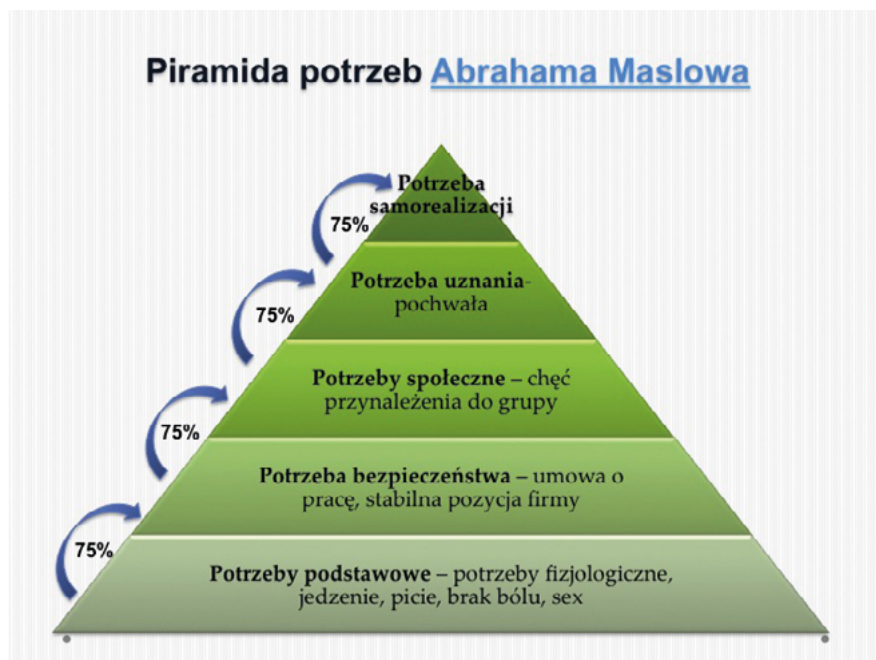 Piramida potrzeb Abrahama Maslowa
Potrzeba
samorealizacji
75%
Potrzeba uznania-
pochwała
75%
Potrzeby społeczne – chęć
przynależenia do grupy
75%
Potrzeba bezpieczeństwa – umowa o
pracę, stabilna pozycja firmy
75%
Potrzeby podstawowe – potrzeby fizjologiczne,
jedzenie, picie, brak bólu, sex